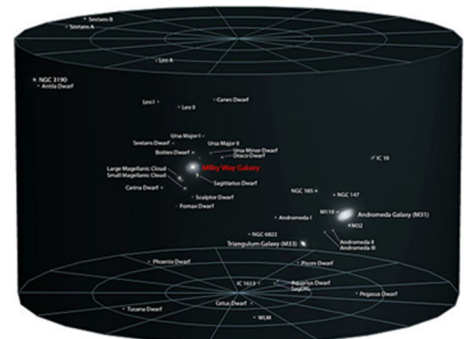 Sextans B
Sextans A
Leo A
NGC 3190
Antlia Dwarf
Leo I
Leo II
Canes Dwarf
Ursa Major I
Ursa Major II
Sextans Dwarf
Ursa Minor Dwarf
Draco Dwarf
Boötes Dwarf
Milky Way Galaxy
IC 10
Large Magellanic Cloud
Small Magellanic Cloud
Sagittarius Dwarf
Carina Dwarf
Sculptor Dwarf
Fornax Dwarf
NGC 185
NGC 147
M110
Andromeda Galaxy (M31)
Andromeda I
M32
NGC 6822
Andromeda II
Andromeda III
Triangulum Galaxy (M33)
Phoenix Dwarf
Pisces Dwarf
IC 1613
Aquarius Dwarf
SagDIG
Pegasus Dwarf
Cetus Dwarf
Tucana Dwarf
WLM